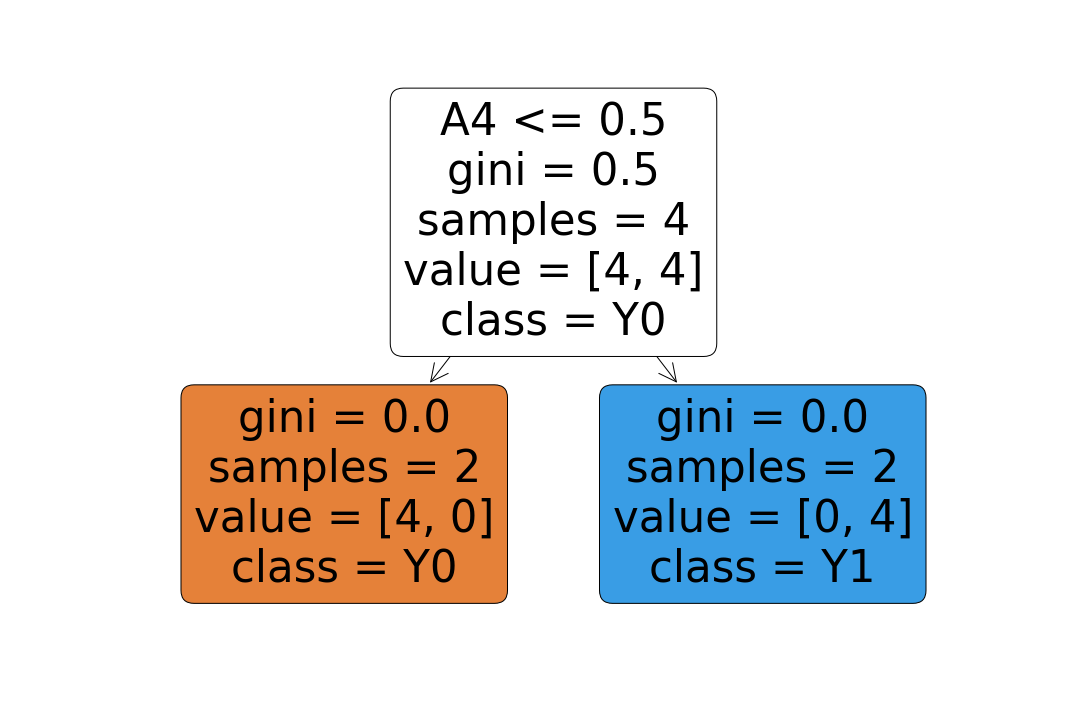 A4 <= 0.5
gini = 0.5
samples = 4
value = [4, 4]
class = Y0
gini = 0.0
samples = 2
value = [4, 0]
class = Y0
gini = 0.0
samples = 2
value = [0, 4]
class = Y1